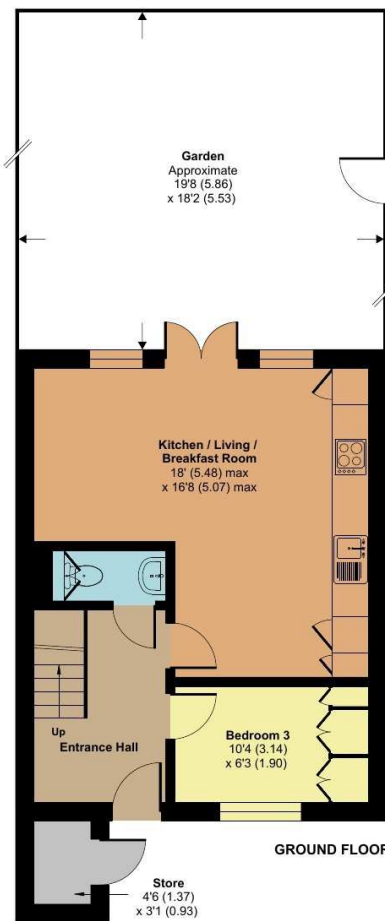 Garden
Approximate
19'8 (5.86)
x 18'2 (5.53)
Kitchen / Living /
Breakfast Room
18' (5.48) max
x 16'8 (5.07) max
Up
Entrance Hall
Bedroom 3
10'4 (3.14)
x 6'3 (1.90)
GROUND FLOOR
Store
4'6 (1.37)
x 3'1 (0.93)